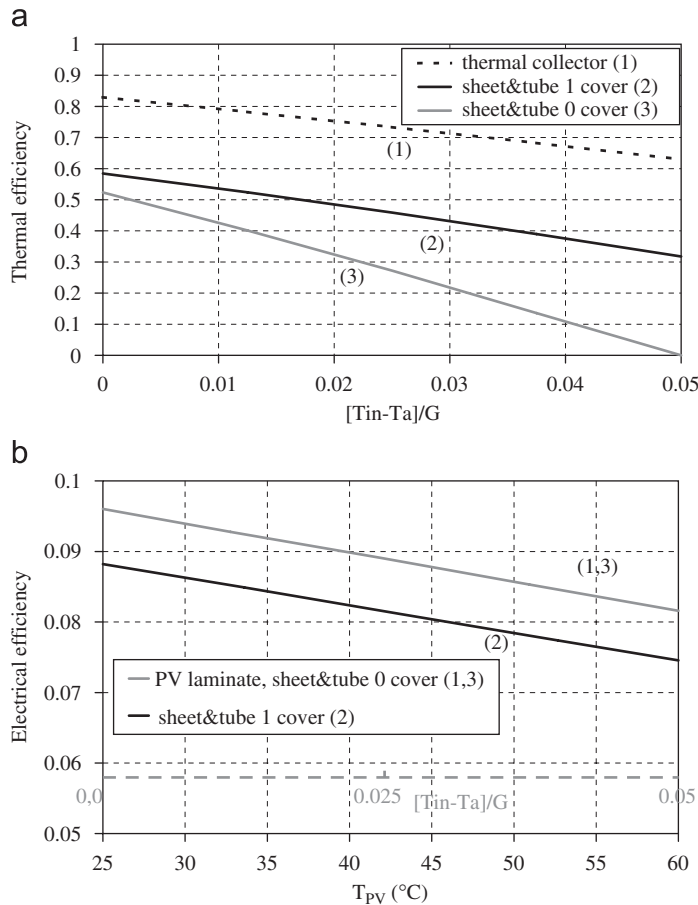 a
1
0.9
0.8
0.7
0.6
0.5
0.4
0.3
0.2
0.1
0
Thermal efficiency
thermal collector (1)
sheet&tube 1 cover (2)
sheet&tube 0 cover (3)
(1)
(2)
(3)
0 0.01 0.02 0.03 0.04 0.05
[Tin-Ta]/G
b
0.1
0.09
0.08
0.07
0.06
0.05
Electrical efficiency
(1,3)
(2)
PV laminate, sheet&tube 0 cover (1,3)
sheet&tube 1 cover (2)
0,0 0.025 [Tin-Ta]/G 0.05
25 30 35 40 45 50 55 60
TPV (°C)